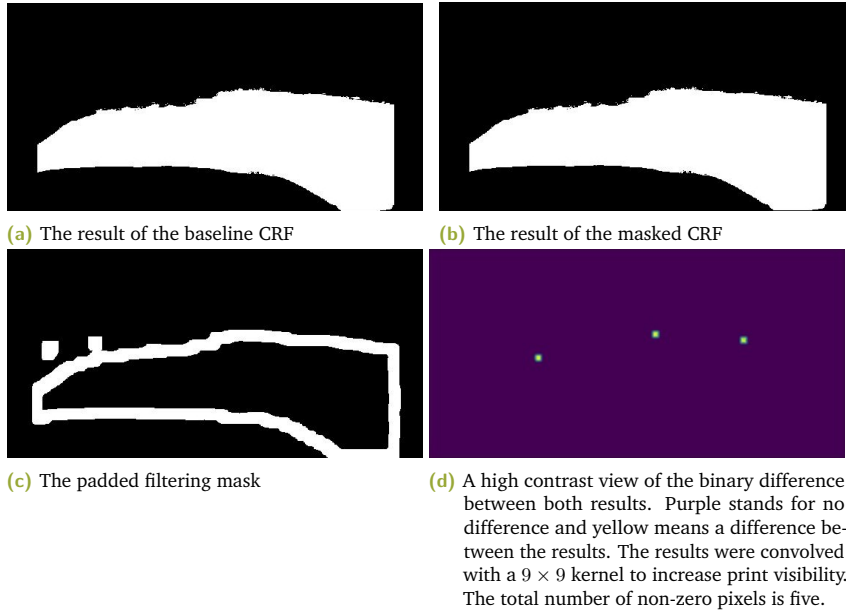 (a) The result of the baseline CRF
(b) The result of the masked CRF
(c) The padded filtering mask
(d) A high contrast view of the binary difference
between both results. Purple stands for no
difference and yellow means a difference be-
tween the results. The results were convolved
with a 9 × 9 kernel to increase print visibility.
The total number of non-zero pixels is five.